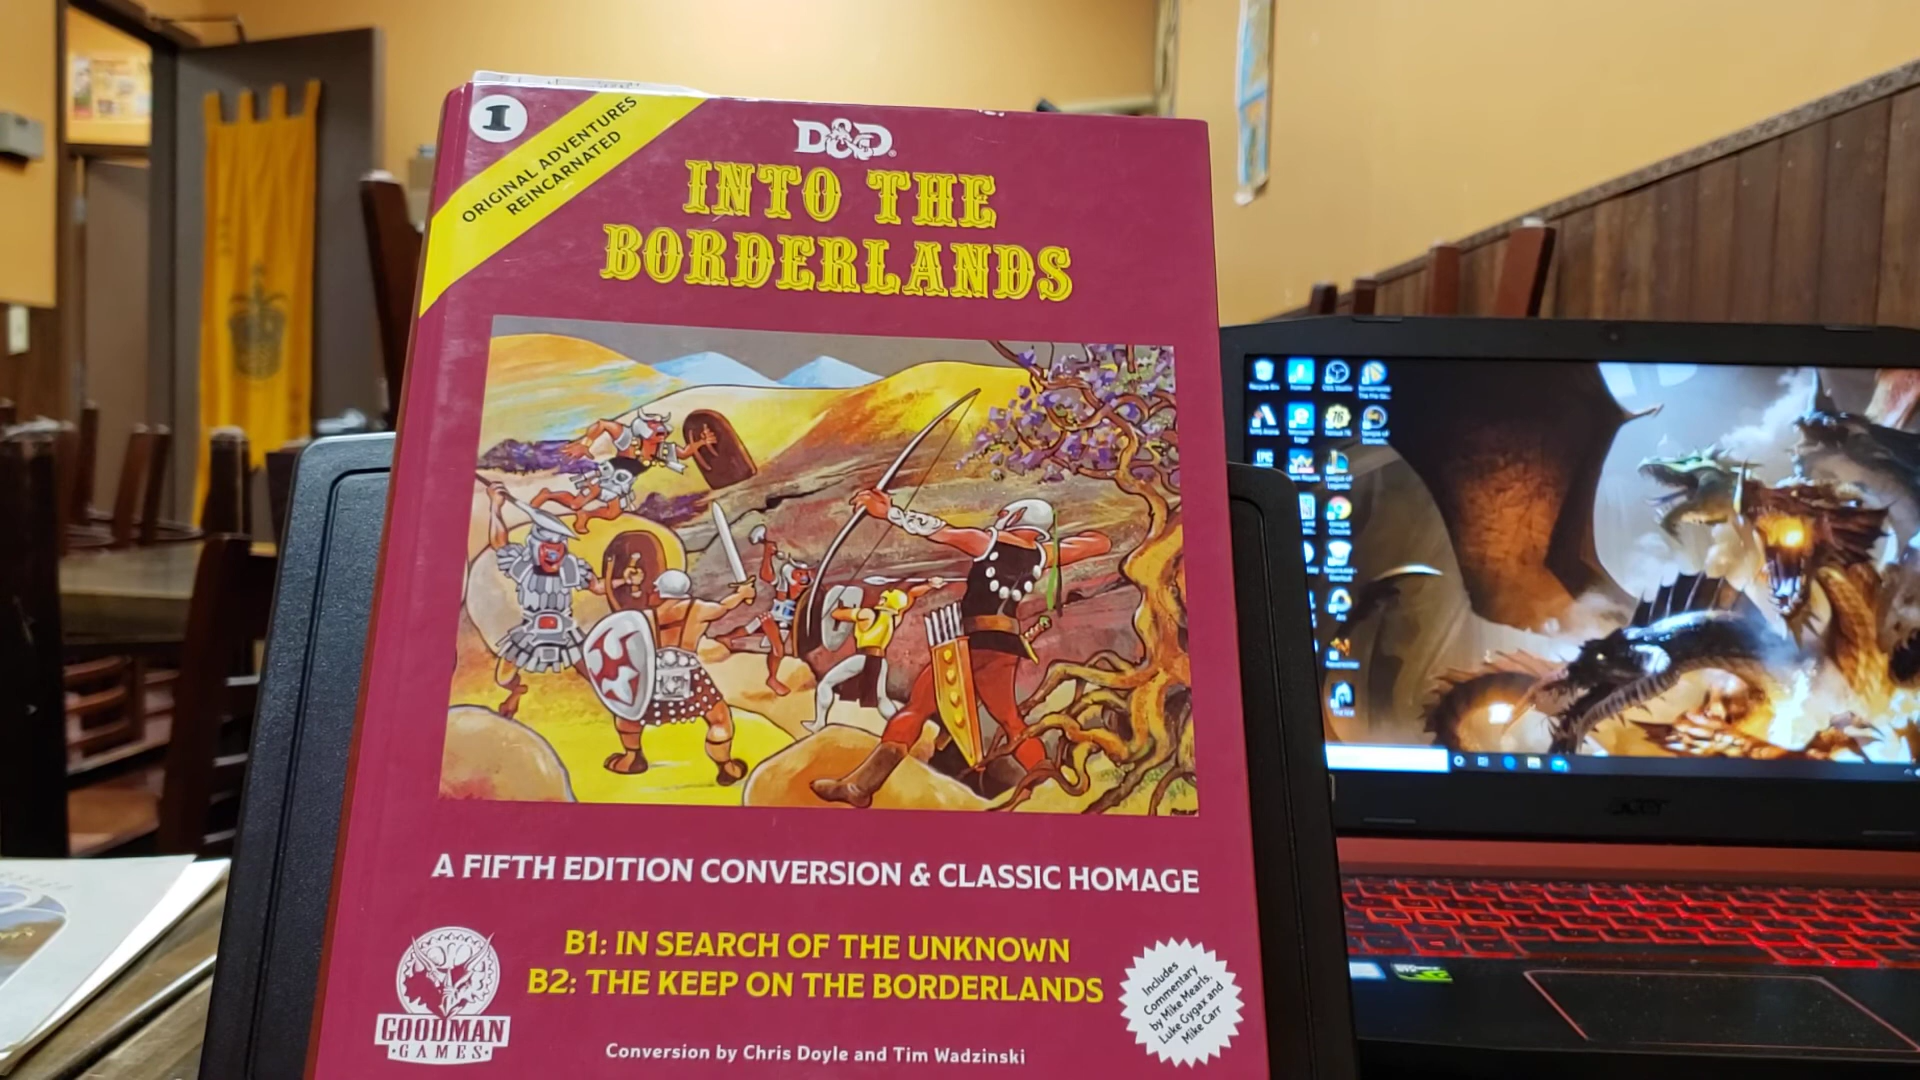 1
ORIGINAL ADVENTURES
REINCARNATED
D&D
INTO THE
BORDERLANDS
A FIFTH EDITION CONVERSION & CLASSIC HOMAGE
B1: IN SEARCH OF THE UNKNOWN
B2: THE KEEP ON THE BORDERLANDS
Includes
Commentary
by Mike Mearls,
Luke Gygax and
Mike Carr
GOODMAN
GAMES
Conversion by Chris Doyle and Tim Wadzinski
acer